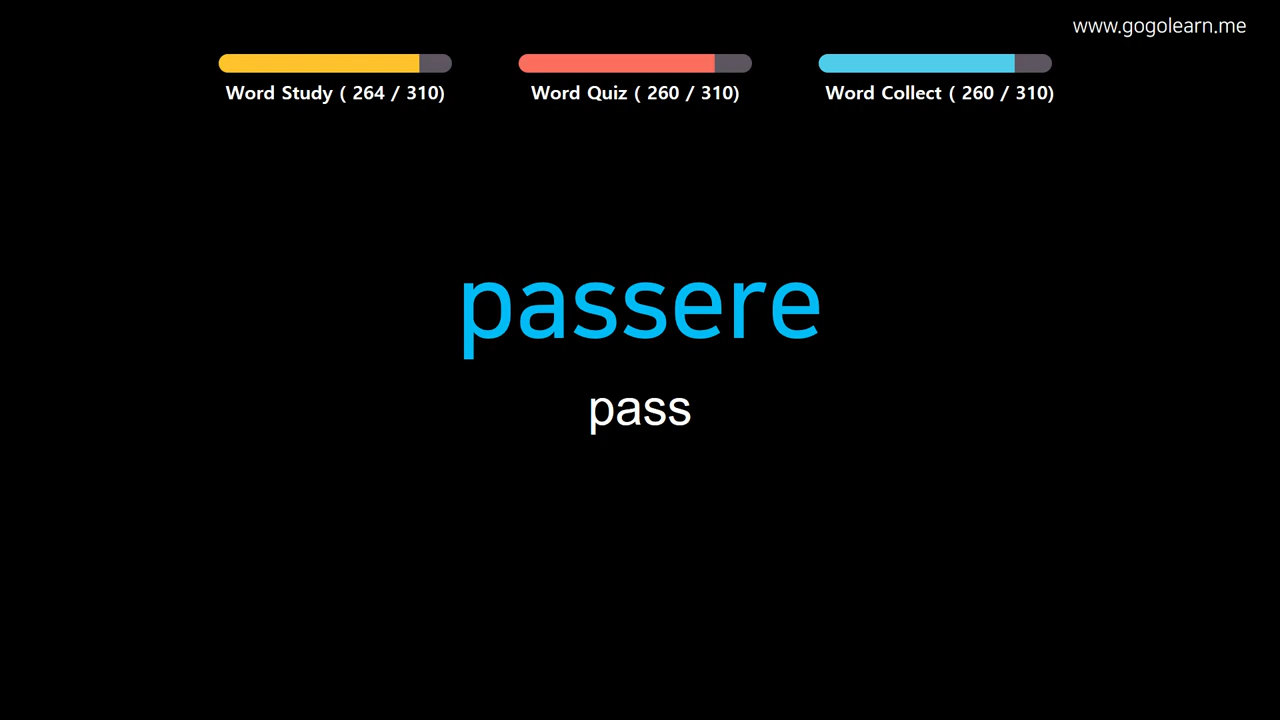 www.gogolearn.me
Word Study ( 264 / 310)
Word Quiz ( 260 / 310)
Word Collect ( 260 / 310)
passere
pass